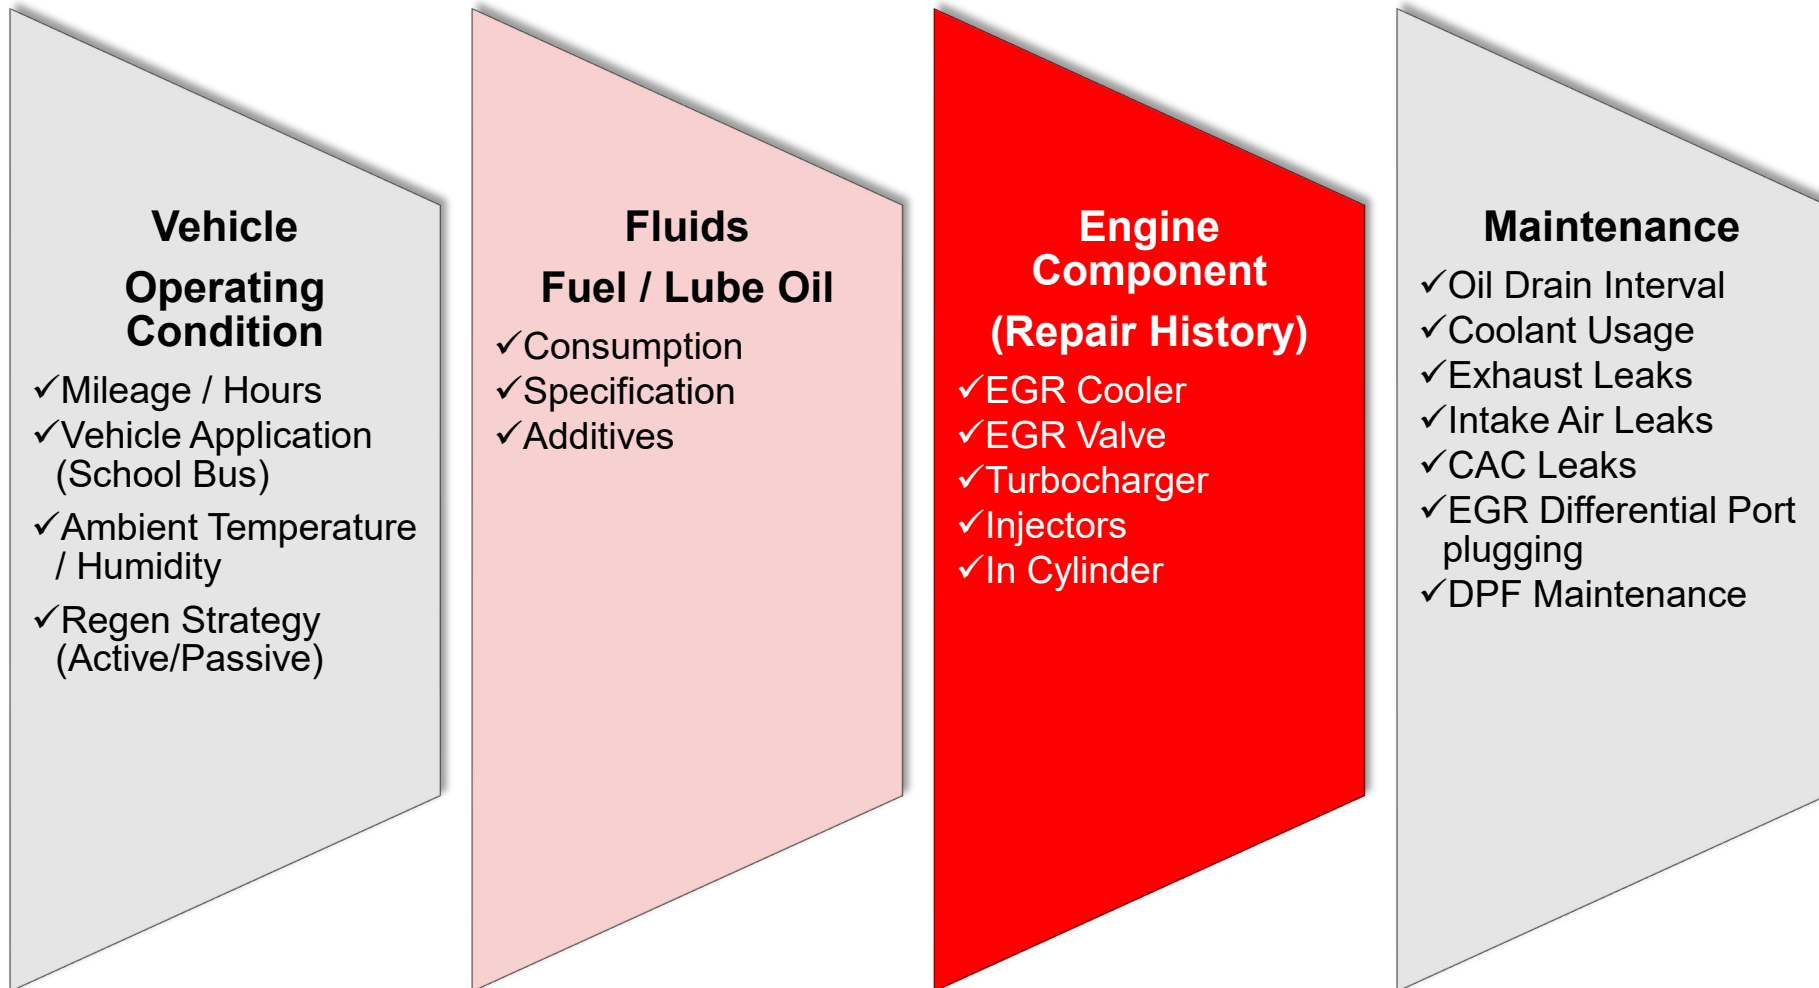 Vehicle
Operating
Condition
✓Mileage / Hours
✓Vehicle Application
(School Bus)
✓Ambient Temperature
/ Humidity
✓Regen Strategy
(Active/Passive)
Fluids
Fuel / Lube Oil
✓Consumption
✓Specification
✓Additives
Engine
Component
(Repair History)
✓EGR Cooler
✓EGR Valve
✓Turbocharger
✓Injectors
✓In Cylinder
Maintenance
✓Oil Drain Interval
✓Coolant Usage
✓Exhaust Leaks
✓Intake Air Leaks
✓CAC Leaks
✓EGR Differential Port
plugging
✓DPF Maintenance